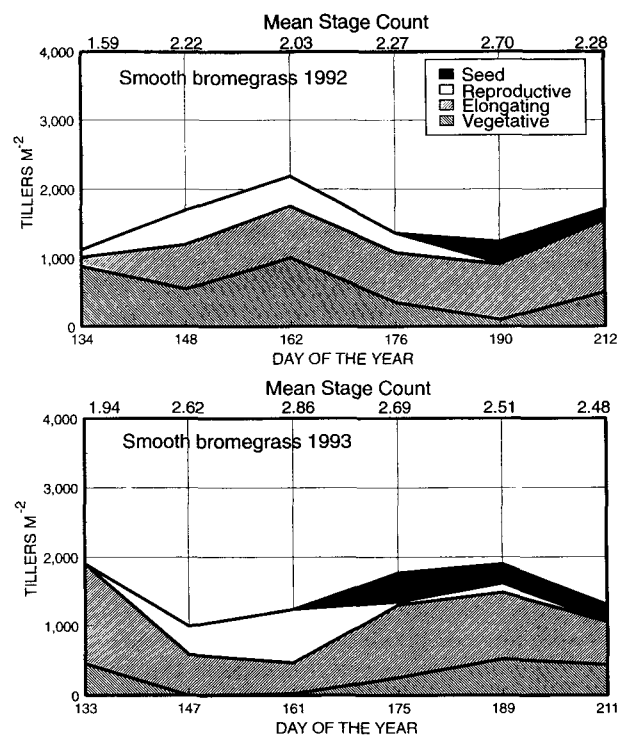 Mean Stage Count
1.59 2.22 2.03 2.27 2.70 2.28
4,000
Smooth bromegrass 1992
Seed
Reproductive
Elongating
Vegetative
3,000
2,000
1,000
0
TILLERS M-2
134 148 162 176 190 212
DAY OF THE YEAR
Mean Stage Count
1.94 2.62 2.86 2.69 2.51 2.48
4,000
Smooth bromegrass 1993
3,000
2,000
1,000
0
TILLERS M-2
133 147 161 175 189 211
DAY OF THE YEAR